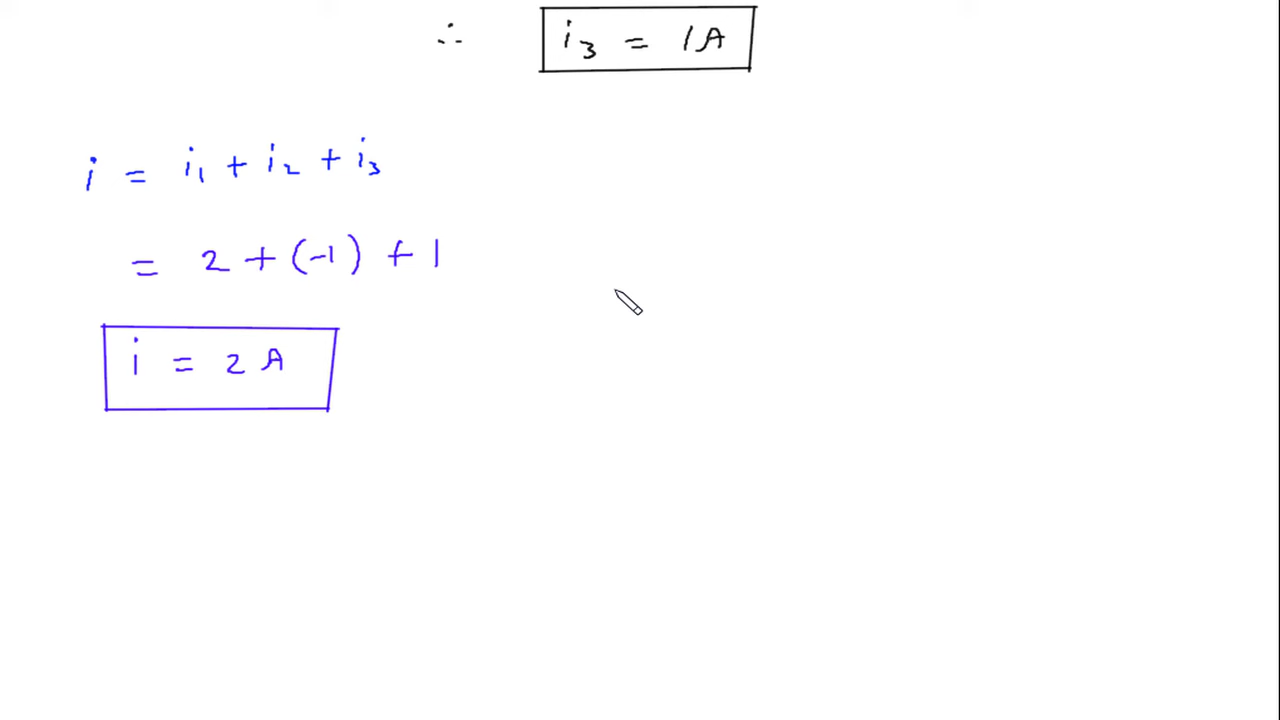 ∴ i₃ = 1A
i = i₁ + i₂ + i₃
= 2 + (-1) + 1
i = 2 A